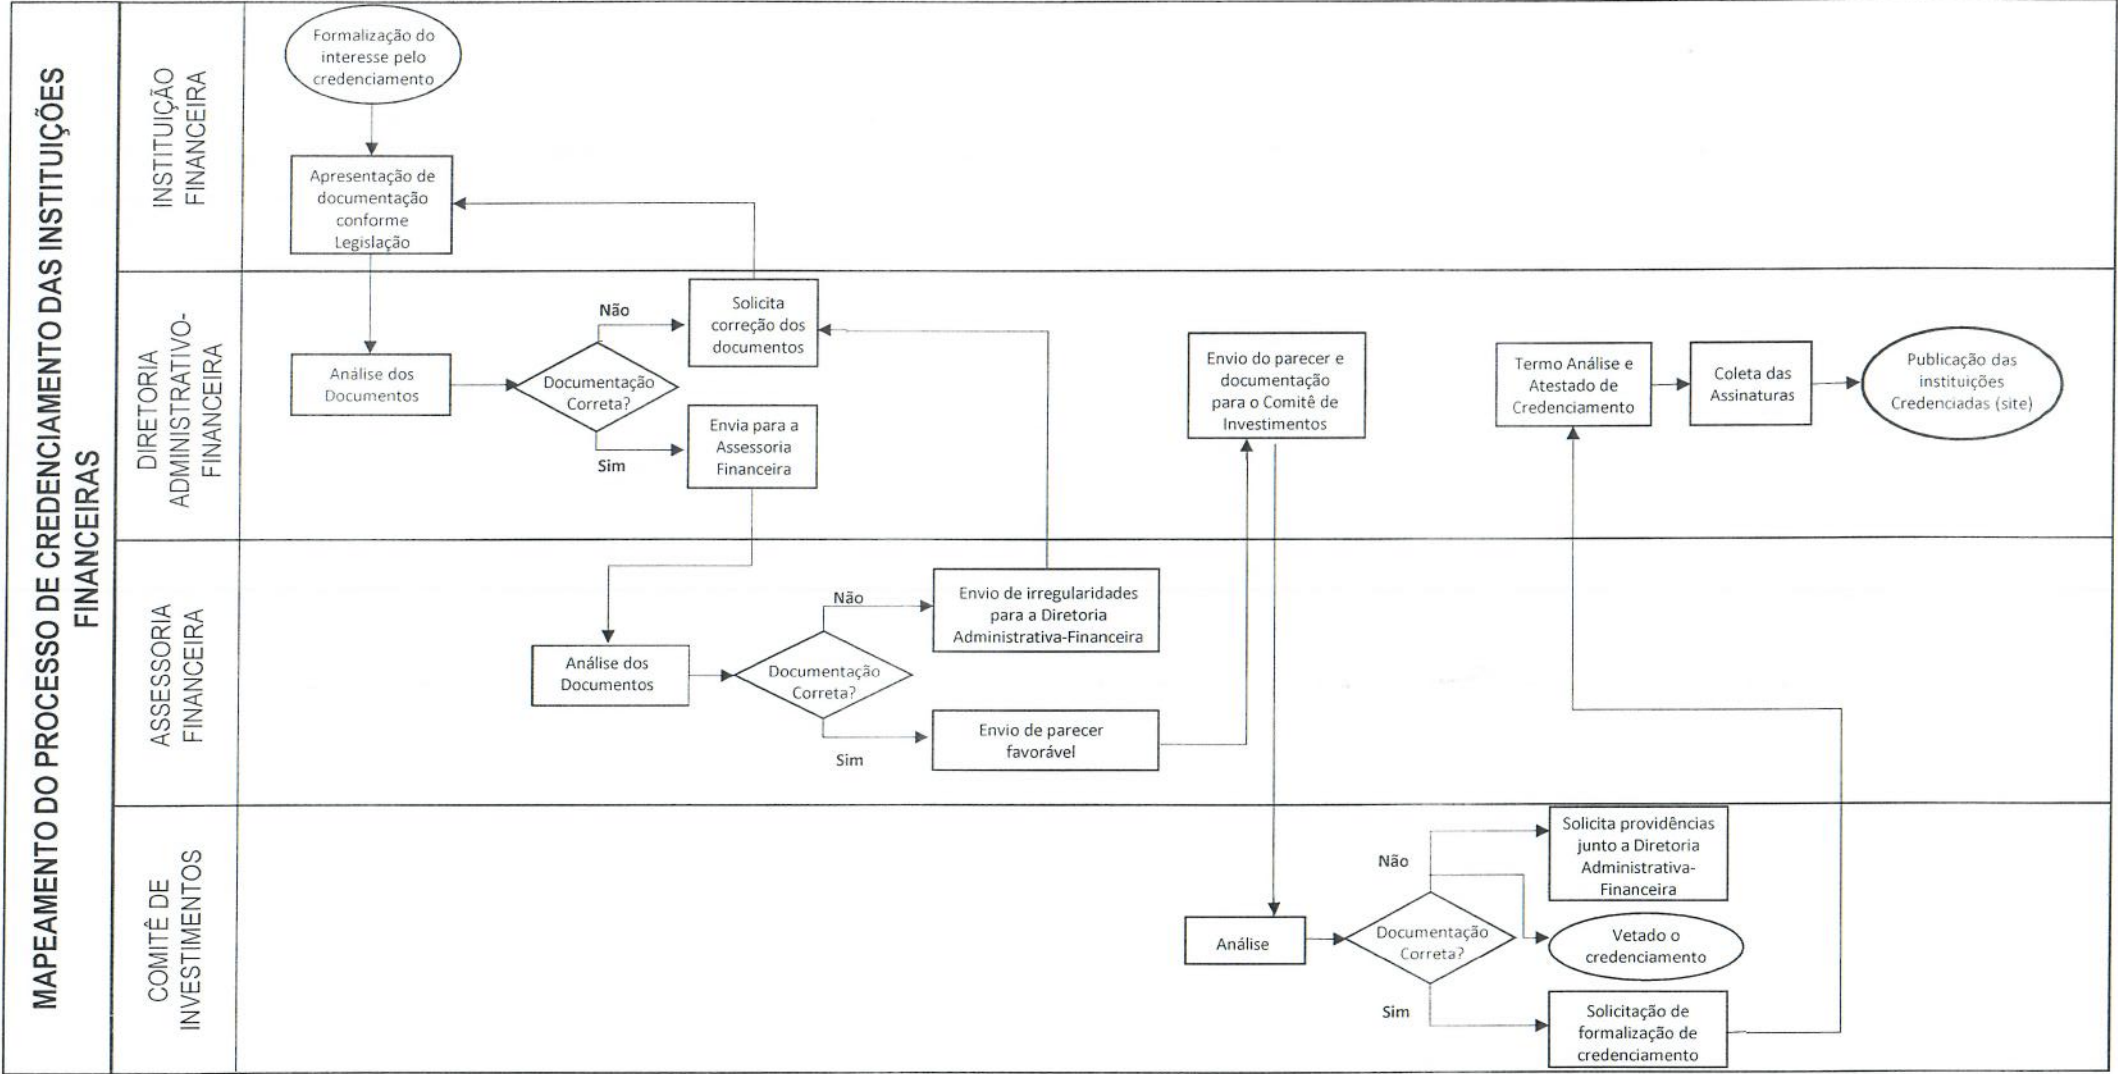 MAPEAMENTO DO PROCESSO DE CREDENCIAMENTO DAS INSTITUIÇÕES
FINANCEIRAS
INSTITUIÇÃO
FINANCEIRA
Formalização do
interesse pelo
credenciamento
Apresentação de
documentação
conforme
Legislação
DIRETORIA
ADMINISTRATIVO-
FINANCEIRA
Análise dos
Documentos
Documentação
Correta?
Não
Solicita
correção dos
documentos
Sim
Envia para a
Assessoria
Financeira
Envio do parecer e
documentação
para o Comitê de
Investimentos
Termo Análise e
Atestado de
Credenciamento
Coleta das
Assinaturas
Publicação das
instituições
Credenciadas (site)
ASSESSORIA
FINANCEIRA
Análise dos
Documentos
Documentação
Correta?
Não
Envio de irregularidades
para a Diretoria
Administrativa-Financeira
Sim
Envio de parecer
favorável
COMITÊ DE
INVESTIMENTOS
Análise
Documentação
Correta?
Não
Solicita providências
junto a Diretoria
Administrativa-
Financeira
Vetado o
credenciamento
Sim
Solicitação de
formalização de
credenciamento